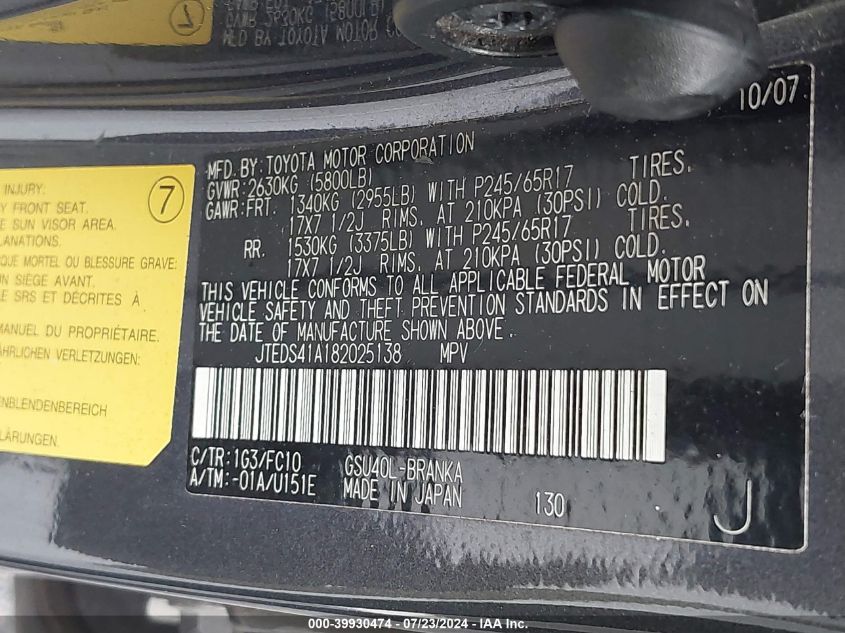 10/07
MFD. BY: TOYOTA MOTOR CORPORATION
GVWR: 2630KG (5800LB)
GAWR: FRT. 1340KG (2955LB) WITH P245/65R17 TIRES.
17X7 1/2J RIMS. AT 210KPA (30PSI) COLD.
RR. 1530KG (3375LB) WITH P245/65R17 TIRES.
17X7 1/2J RIMS. AT 210KPA (30PSI) COLD.
THIS VEHICLE CONFORMS TO ALL APPLICABLE FEDERAL MOTOR
VEHICLE SAFETY AND THEFT PREVENTION STANDARDS IN EFFECT ON
THE DATE OF MANUFACTURE SHOWN ABOVE.
JTEDS41A182025138 MPV
C/TR: 1G3/FC10 GSU40L-BRANKA
A/TM: -01A/U151E MADE IN JAPAN 130
J
7
INJURY:
FRONT SEAT.
SUN VISOR AREA.
MORTEL OU BLESSURE GRAVE:
SIÈGE AVANT.
SRS ET DÉCRITES À
MANUEL DU PROPRIÉTAIRE.
VERLETZUNGEN.
000-39930474 - 07/23/2024 - IAA Inc.